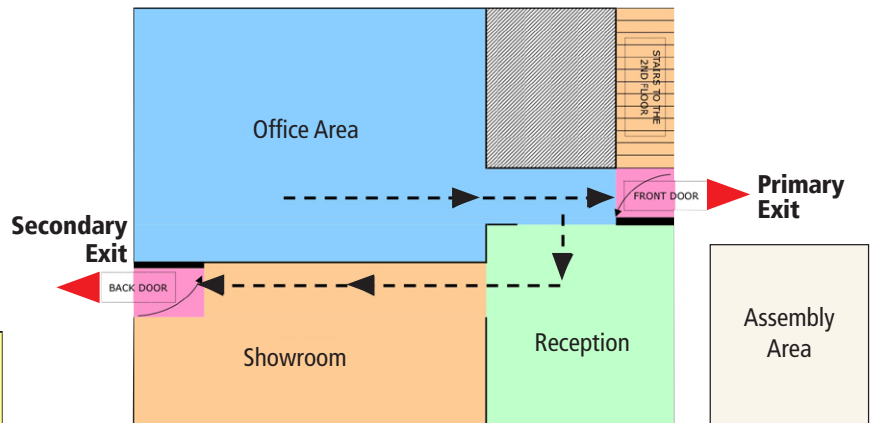 STAIRS TO THE
2ND FLOOR
Office Area
FRONT DOOR
Primary
Exit
Secondary
Exit
BACK DOOR
Showroom
Reception
Assembly
Area